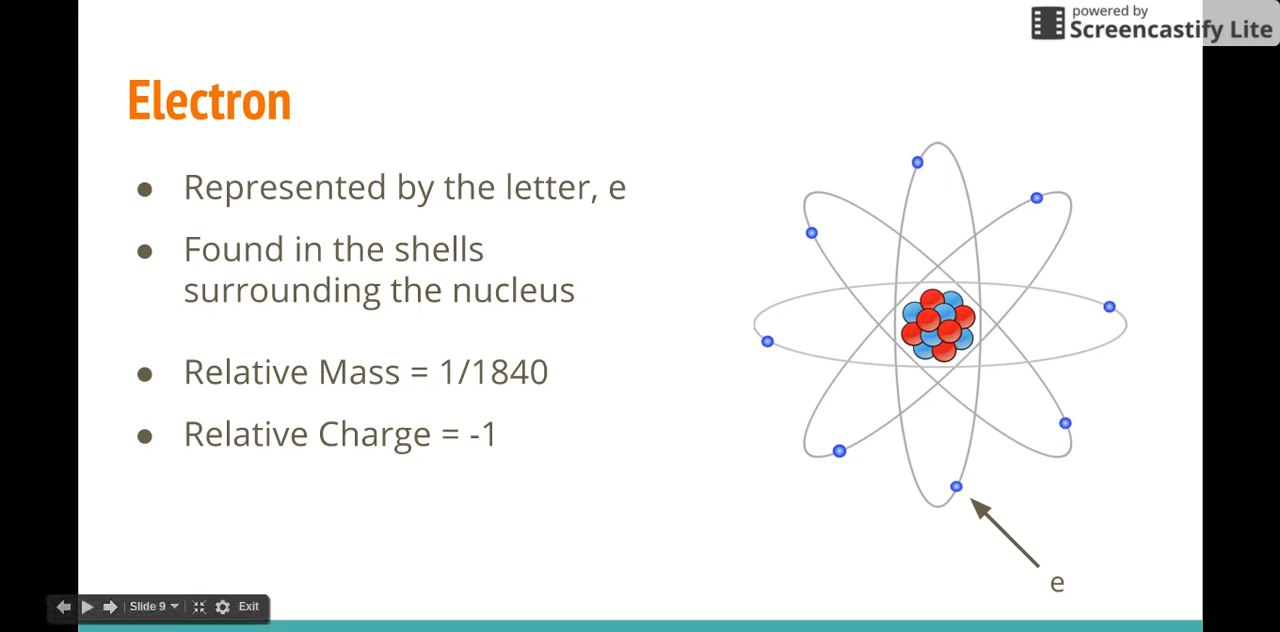 powered by
Screencastify Lite
Electron
● Represented by the letter, e
● Found in the shells
surrounding the nucleus
● Relative Mass = 1/1840
● Relative Charge = -1
e
Slide 9
Exit